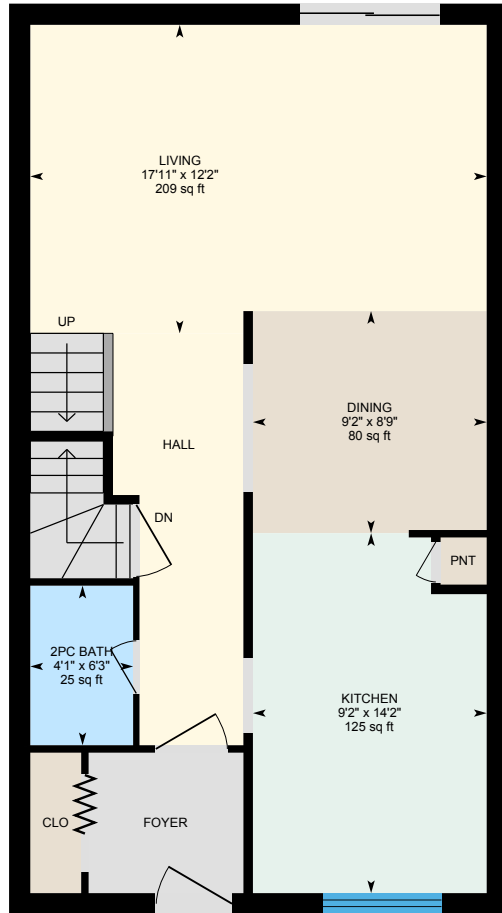 LIVING
17'11" x 12'2"
209 sq ft
UP
DINING
9'2" x 8'9"
80 sq ft
HALL
DN
PNT
2PC BATH
4'1" x 6'3"
25 sq ft
KITCHEN
9'2" x 14'2"
125 sq ft
CLO
FOYER